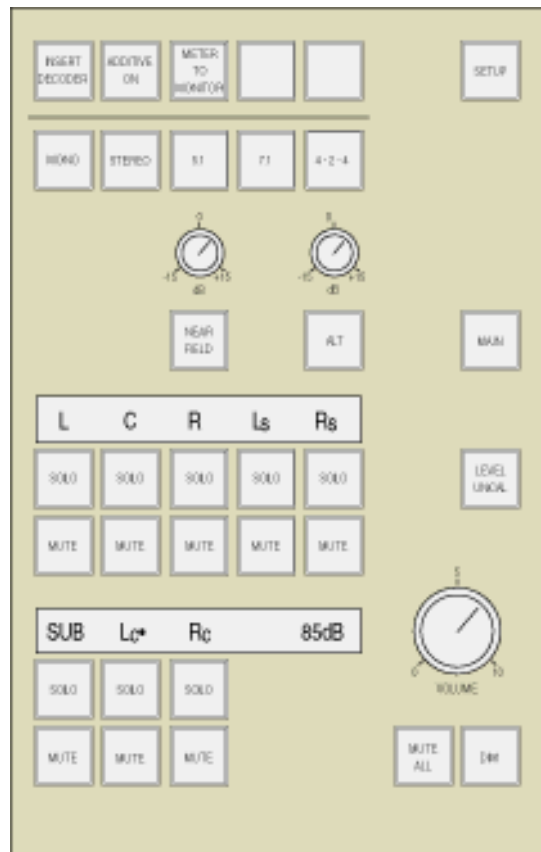 INSERT DECODER
ADDITIVE ON
METER TO MONITOR
SETUP
MONO
STEREO
5.1
7.1
4-2-4
0
-15
+15
dB
0
-15
+15
dB
NEAR FIELD
ALT
MAIN
L C R Ls Rs
SOLO SOLO SOLO SOLO SOLO
LEVEL UNCAL
MUTE MUTE MUTE MUTE MUTE
SUB Lc* Rc 85dB
5
0
10
VOLUME
SOLO SOLO SOLO
MUTE MUTE MUTE
MUTE ALL
DIM